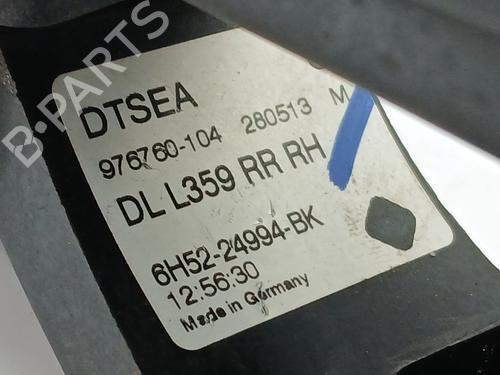 B-PARTS
DTSEA
976760-104 280513 M
DL L359 RR RH
6H52-24994-BK
12:56:30
Made in Germany